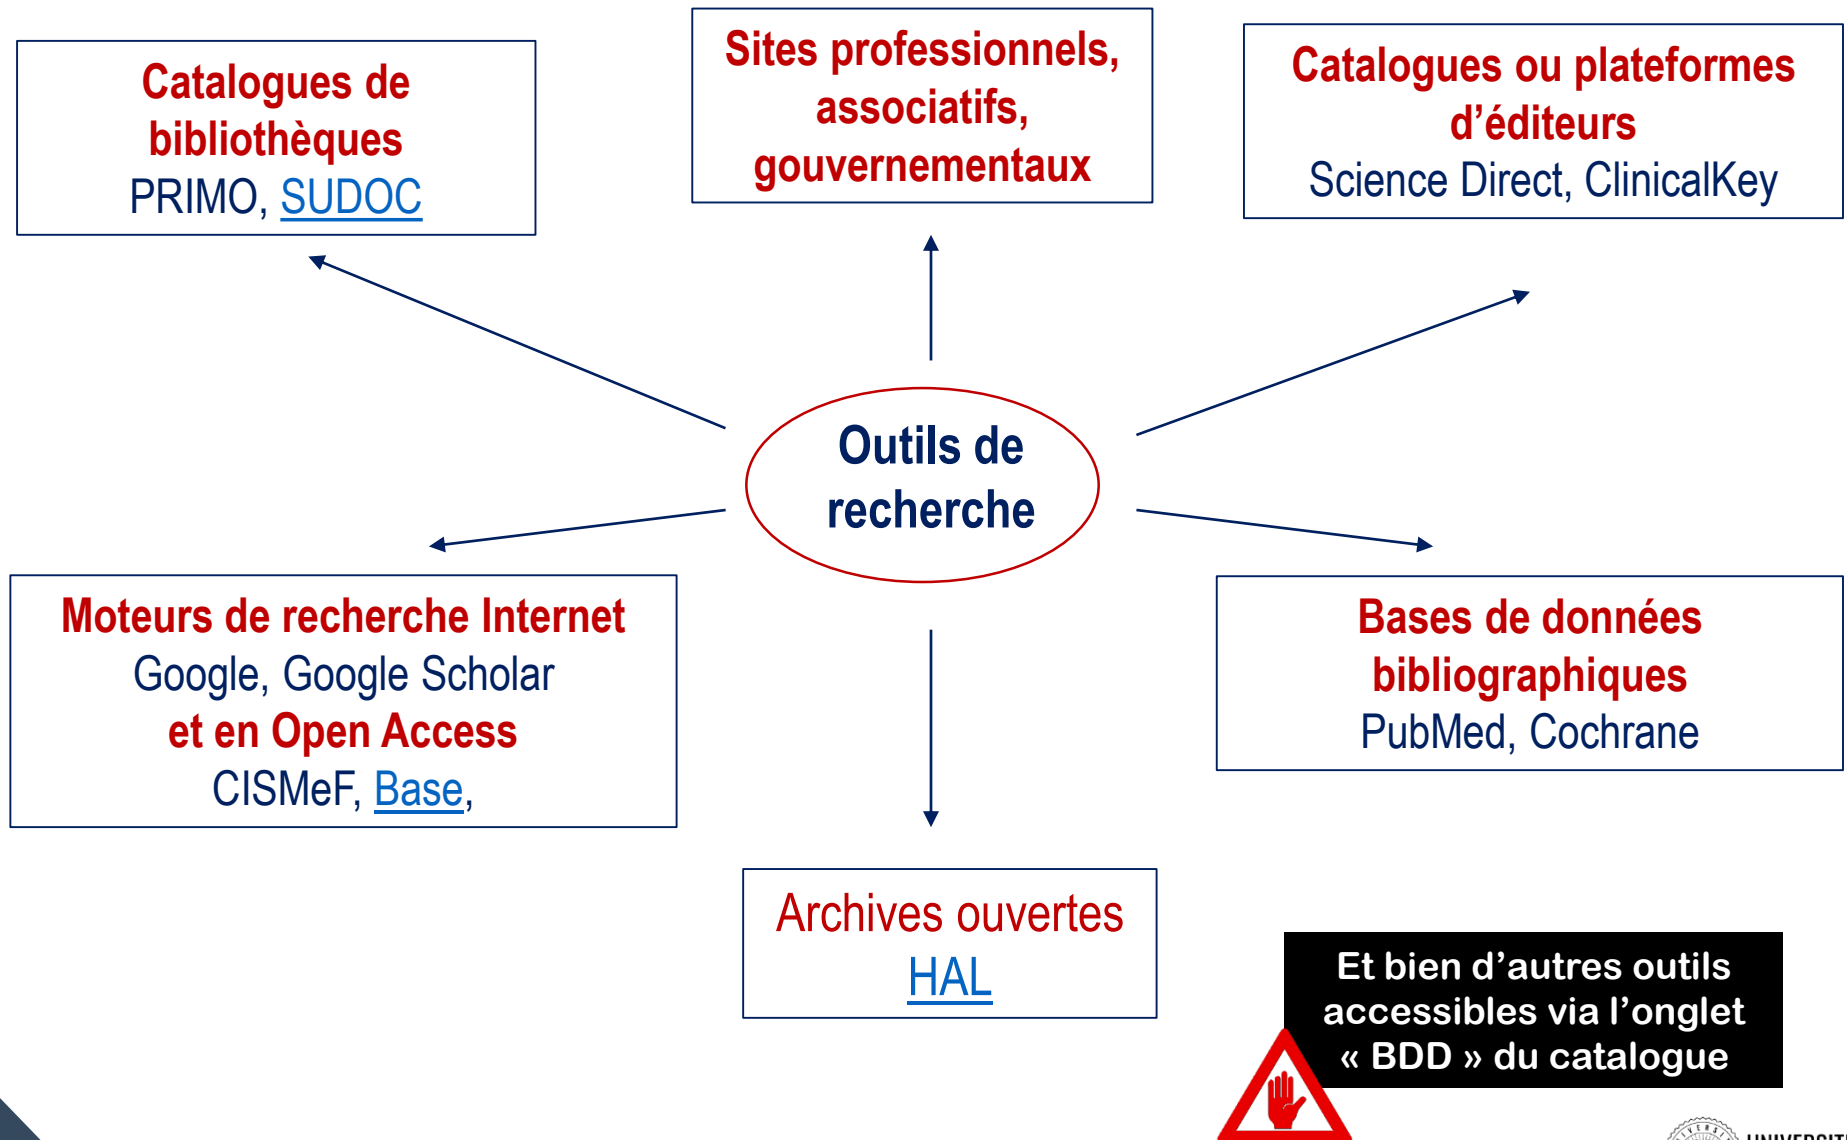 Catalogues de
bibliothèques
PRIMO, SUDOC
Sites professionnels,
associatifs,
gouvernementaux
Catalogues ou plateformes
d’éditeurs
Science Direct, ClinicalKey
Outils de
recherche
Moteurs de recherche Internet
Google, Google Scholar
et en Open Access
CISMeF, Base,
Bases de données
bibliographiques
PubMed, Cochrane
Archives ouvertes
HAL
Et bien d’autres outils
accessibles via l’onglet
« BDD » du catalogue